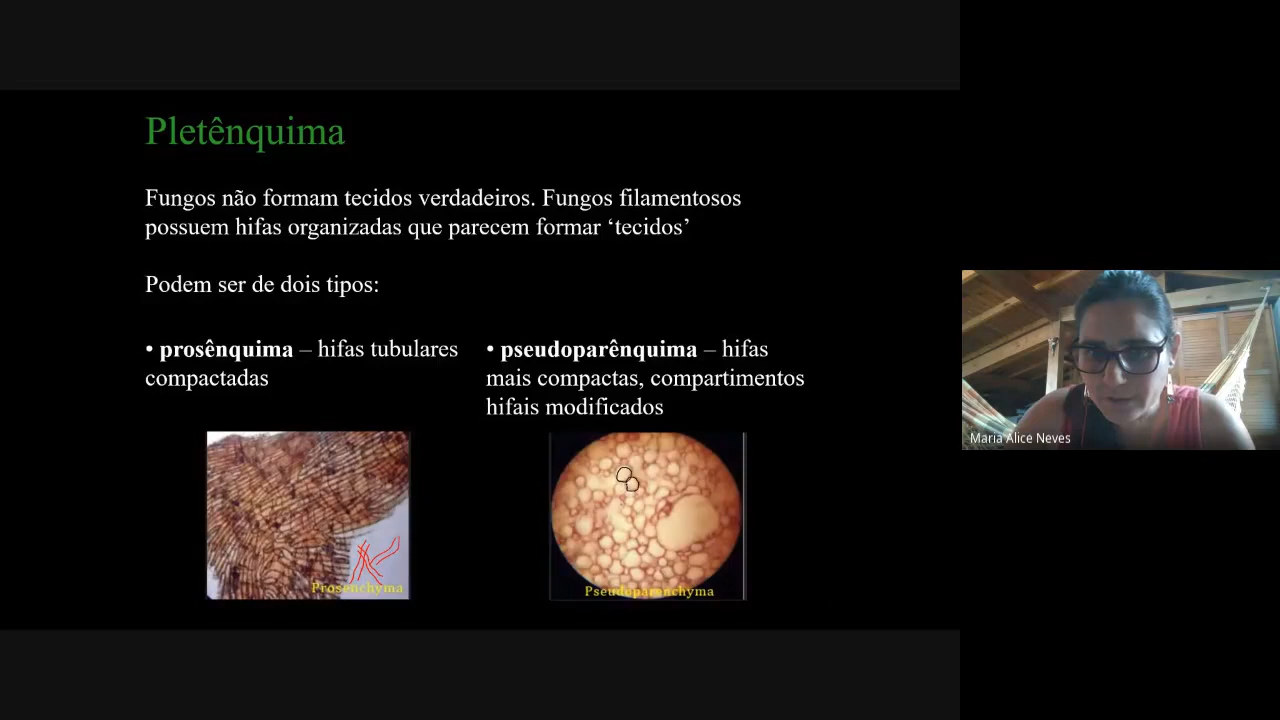 Pletênquima
Fungos não formam tecidos verdadeiros. Fungos filamentosos
possuem hifas organizadas que parecem formar ‘tecidos’
Podem ser de dois tipos:
• prosênquima – hifas tubulares
compactadas
• pseudoparênquima – hifas
mais compactas, compartimentos
hifais modificados
Prosenchyma
Pseudoparenchyma
Maria Alice Neves